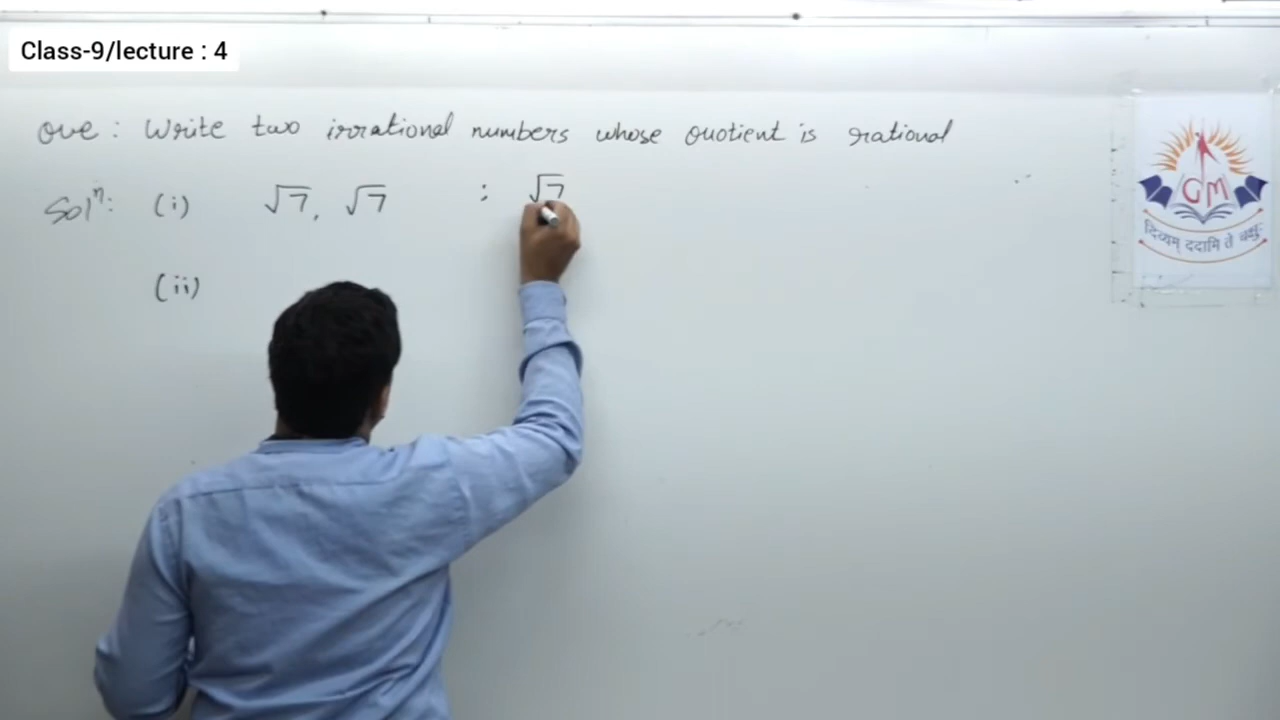 Class-9/lecture : 4
Que : Write two irrational numbers whose quotient is rational
Solⁿ: (i) √7, √7 ; √7
(ii)
GM
दिव्यम् ददामि ते चक्षुः